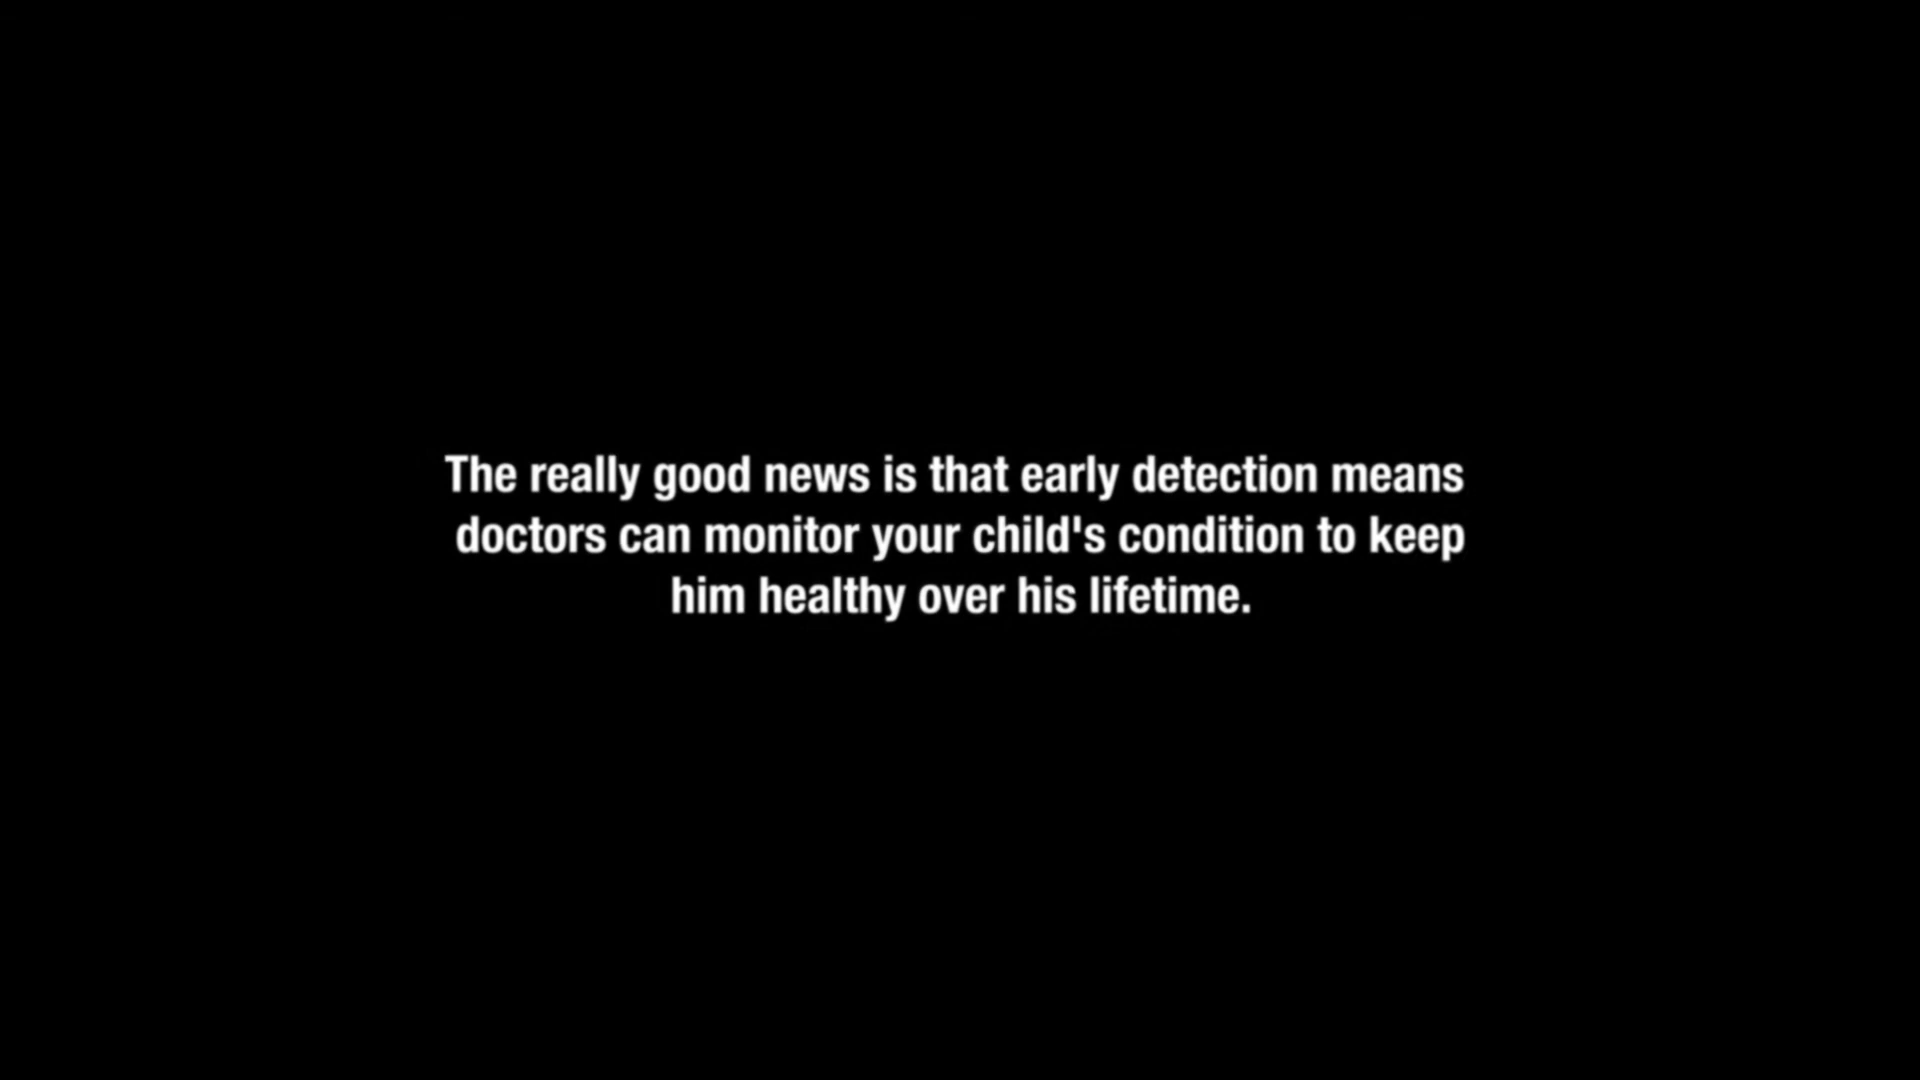 The really good news is that early detection means
doctors can monitor your child's condition to keep
him healthy over his lifetime.